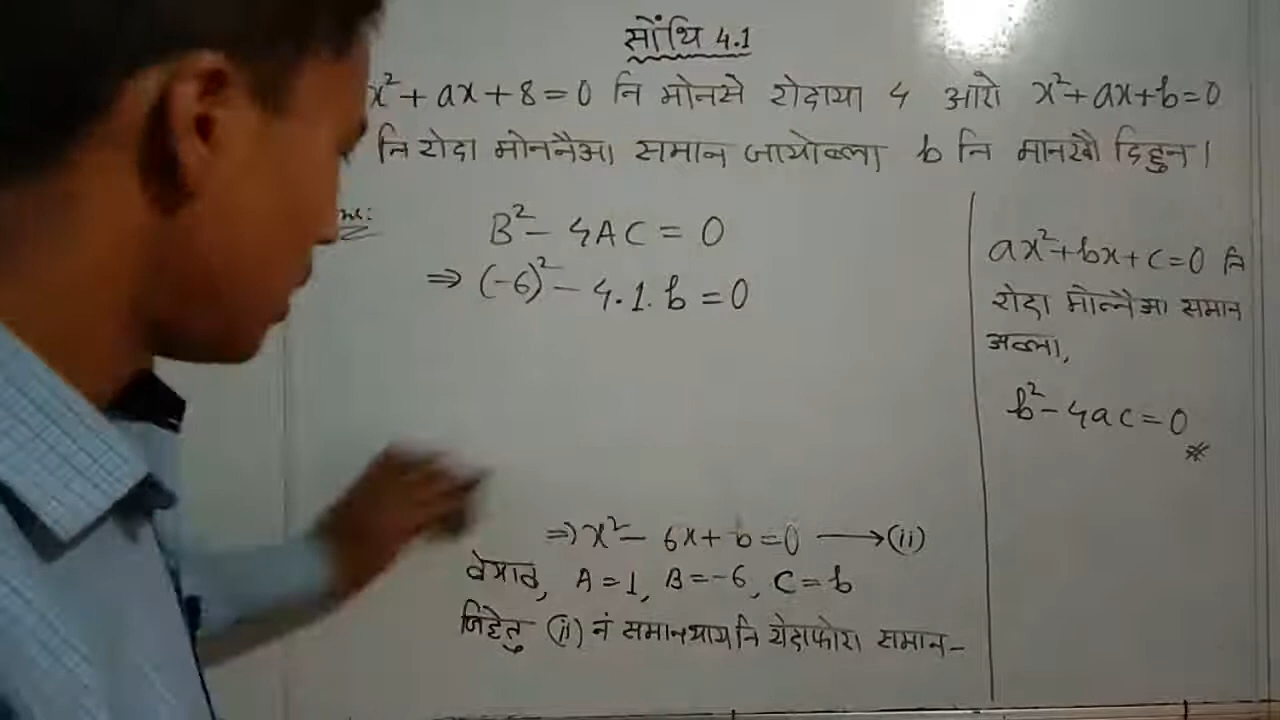 सोंथि 4.1
x² + ax + 8 = 0 नि मोनसे रोदाया 4 आरो x² + ax + b = 0
नि रोदा मोननैआ समान जायोब्ला b नि मानखौ दिहुन।
B² - 4AC = 0
⇒ (-6)² - 4.1.b = 0
⇒ x² - 6x + b = 0 ⟶ (ii)
बेयाव, A = 1, B = -6, C = b
जिहेतु (ii) नं समानथाय नि रोदाफोरा समान-
ax² + bx + c = 0 नि
रोदा मोन्नैआ समान
अब्ला,
b² - 4ac = 0